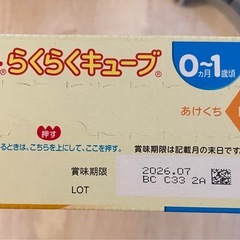 らくらくキューブ®
0~1歳頃
カ月
あけくち
押す
るときは、こちらを上にして、ここを押す。
賞味期限は記載月の末日です。
賞味期限 2026.07
LOT BC C33 2A